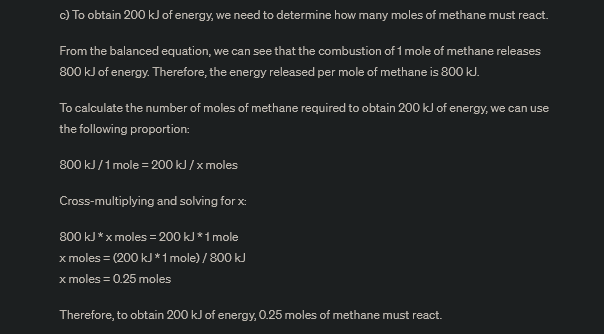 c) To obtain 200 kJ of energy, we need to determine how many moles of methane must react.
From the balanced equation, we can see that the combustion of 1 mole of methane releases
800 kJ of energy. Therefore, the energy released per mole of methane is 800 kJ.
To calculate the number of moles of methane required to obtain 200 kJ of energy, we can use
the following proportion:
800 kJ / 1 mole = 200 kJ / x moles
Cross-multiplying and solving for x:
800 kJ * x moles = 200 kJ * 1 mole
x moles = (200 kJ * 1 mole) / 800 kJ
x moles = 0.25 moles
Therefore, to obtain 200 kJ of energy, 0.25 moles of methane must react.